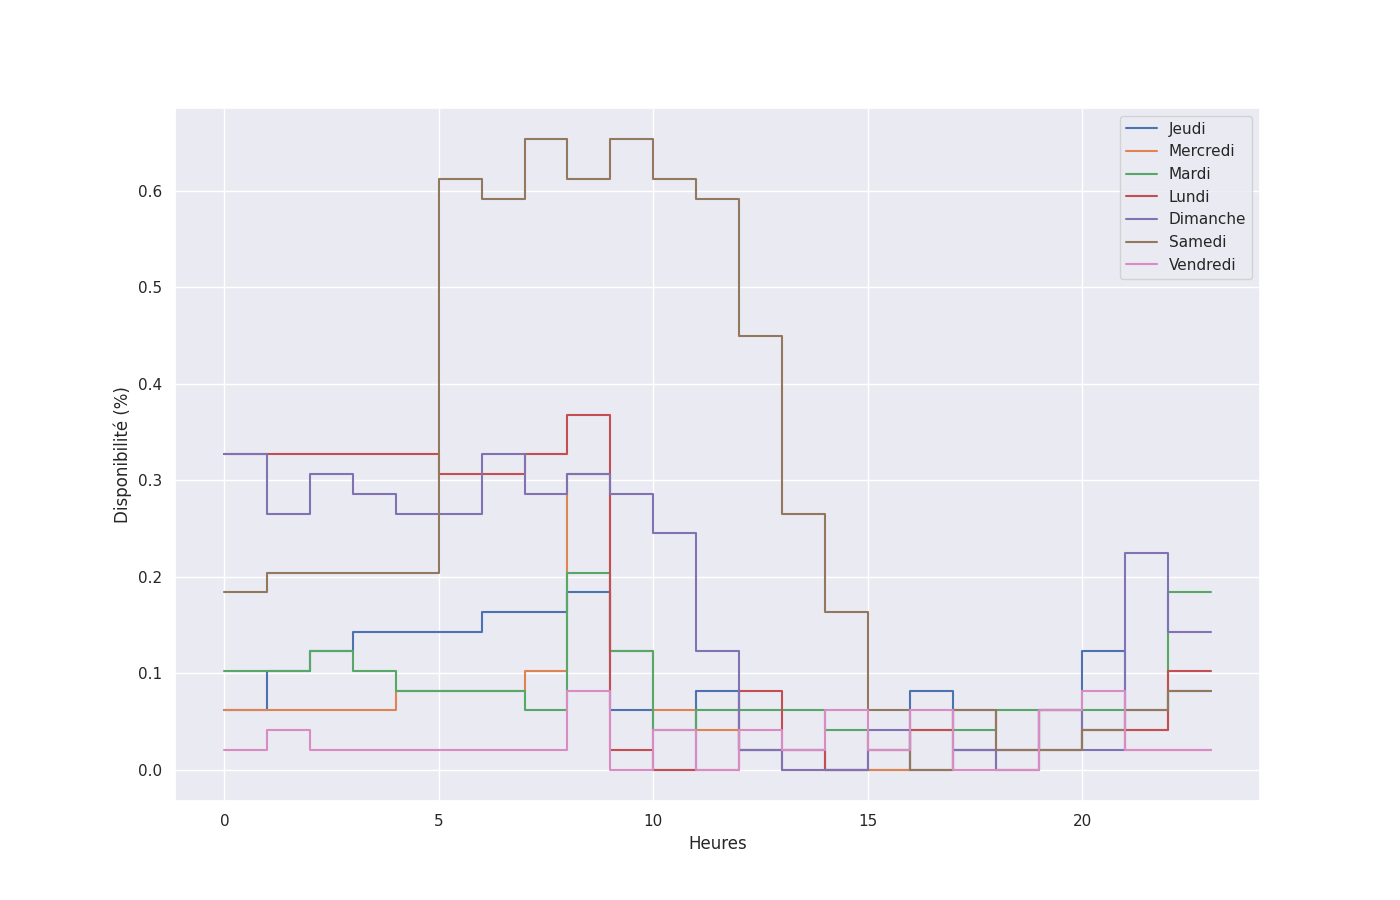 Jeudi
Mercredi
Mardi
Lundi
Dimanche
Samedi
Vendredi
0.6
0.5
0.4
0.3
0.2
0.1
0.0
Disponibilité (%)
0 5 10 15 20
Heures